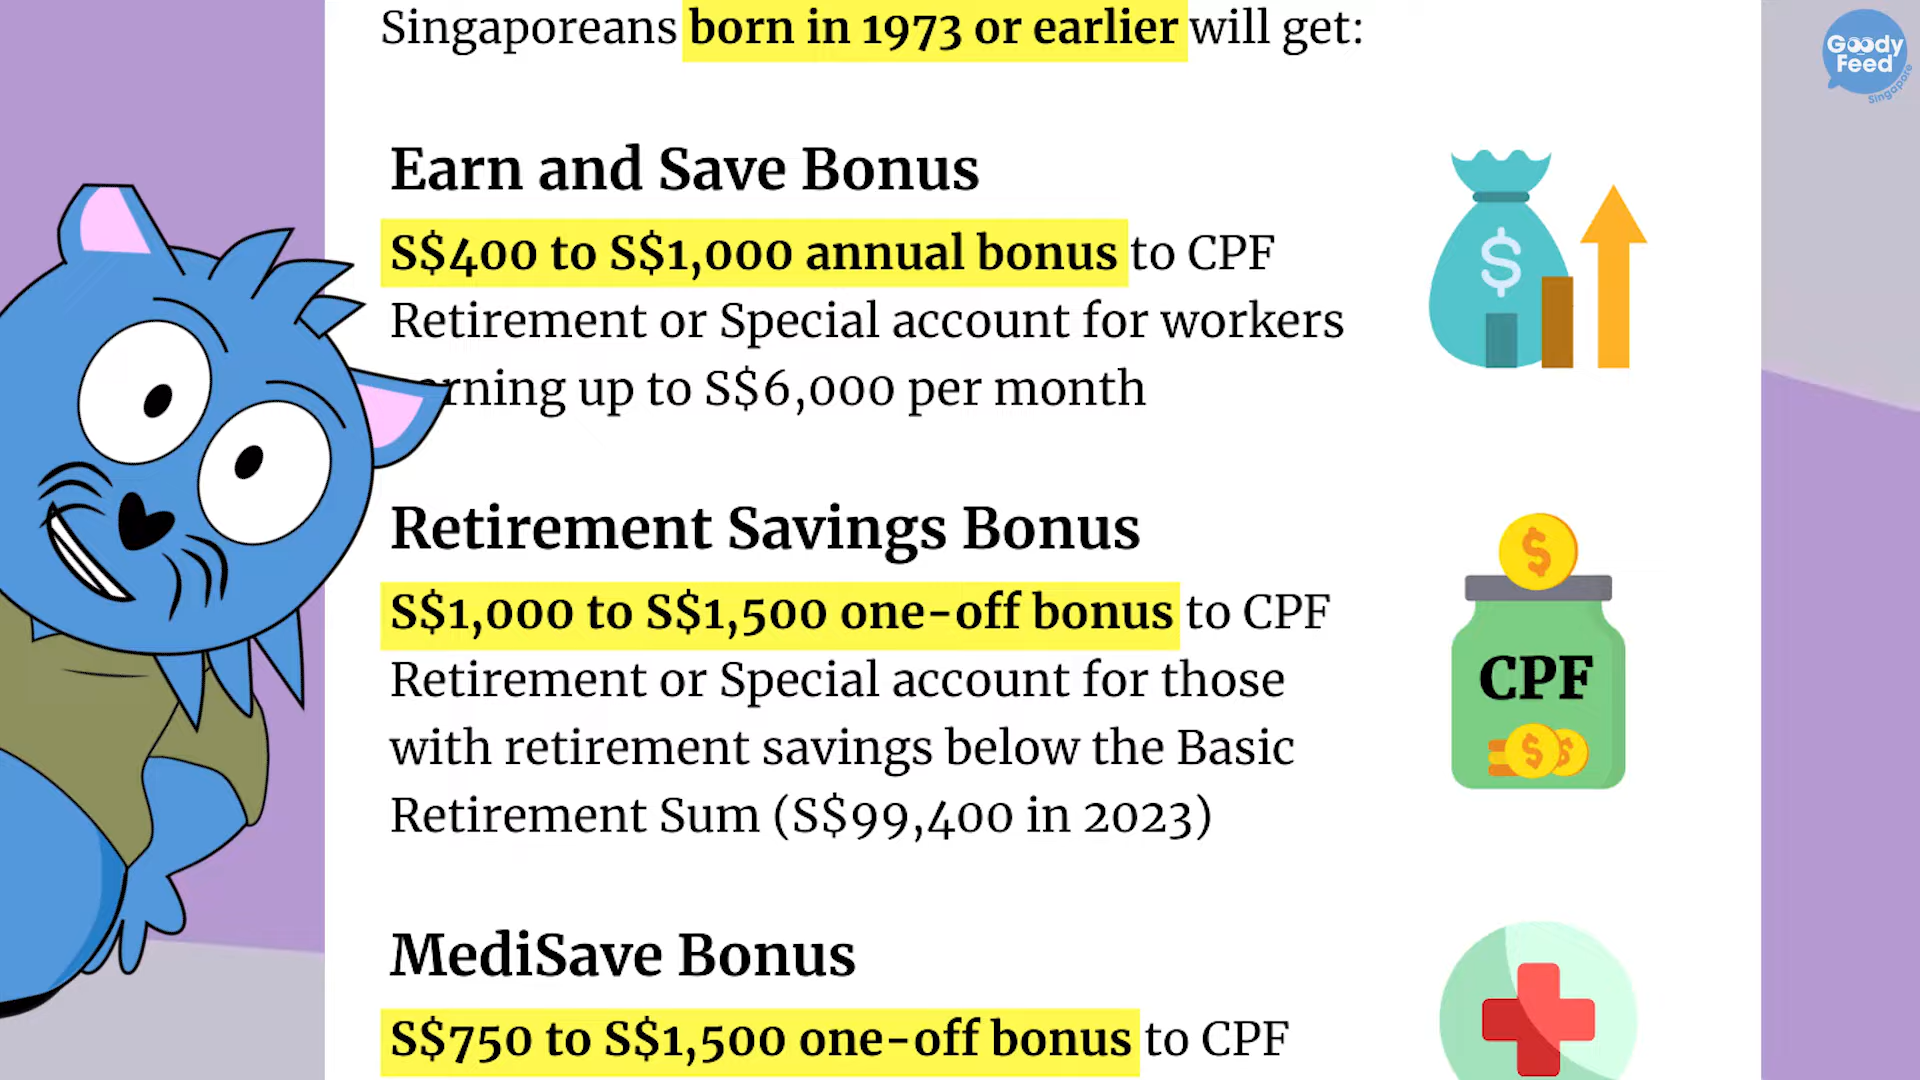 Singaporeans born in 1973 or earlier will get:
Goody
Feed
Singapore
Earn and Save Bonus
S$400 to S$1,000 annual bonus to CPF
Retirement or Special account for workers
rning up to S$6,000 per month
$
Retirement Savings Bonus
S$1,000 to S$1,500 one-off bonus to CPF
Retirement or Special account for those
with retirement savings below the Basic
Retirement Sum (S$99,400 in 2023)
$
CPF
$ $
MediSave Bonus
S$750 to S$1,500 one-off bonus to CPF